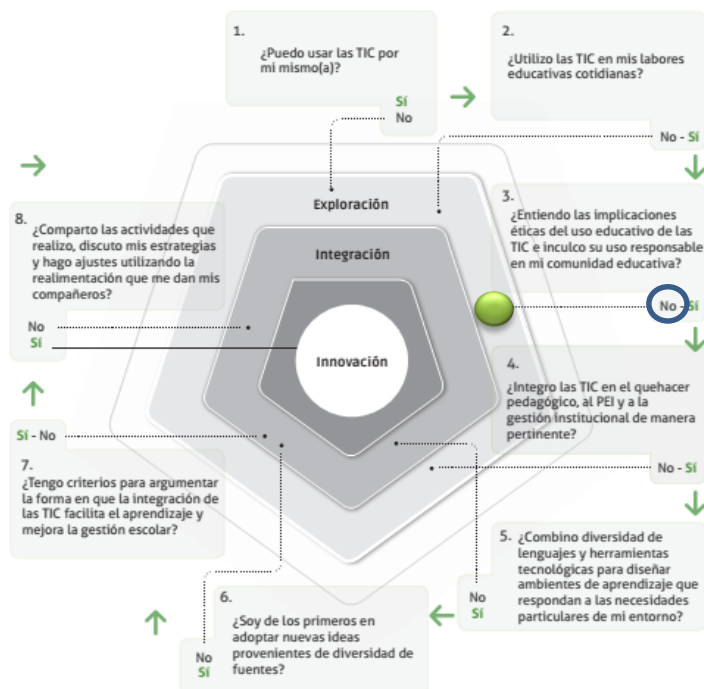 1.
¿Puedo usar las TIC por
mi mismo(a)?
Sí
No
2.
¿Utilizo las TIC en mis labores
educativas cotidianas?
No - Sí
3.
¿Entiendo las implicaciones
éticas del uso educativo de las
TIC e inculco su uso responsable
en mi comunidad educativa?
No - Sí
4.
¿Integro las TIC en el quehacer
pedagógico, al PEI y a la
gestión institucional de manera
pertinente?
No - Sí
5. ¿Combino diversidad de
lenguajes y herramientas
tecnológicas para diseñar
ambientes de aprendizaje que
respondan a las necesidades
particulares de mi entorno?
No
Sí
6.
¿Soy de los primeros en
adoptar nuevas ideas
provenientes de diversidad de
fuentes?
No
Sí
Sí - No
7.
¿Tengo criterios para argumentar
la forma en que la integración de
las TIC facilita el aprendizaje y
mejora la gestión escolar?
8.
¿Comparto las actividades que
realizo, discuto mis estrategias
y hago ajustes utilizando la
realimentación que me dan mis
compañeros?
No
Sí
Exploración
Integración
Innovación